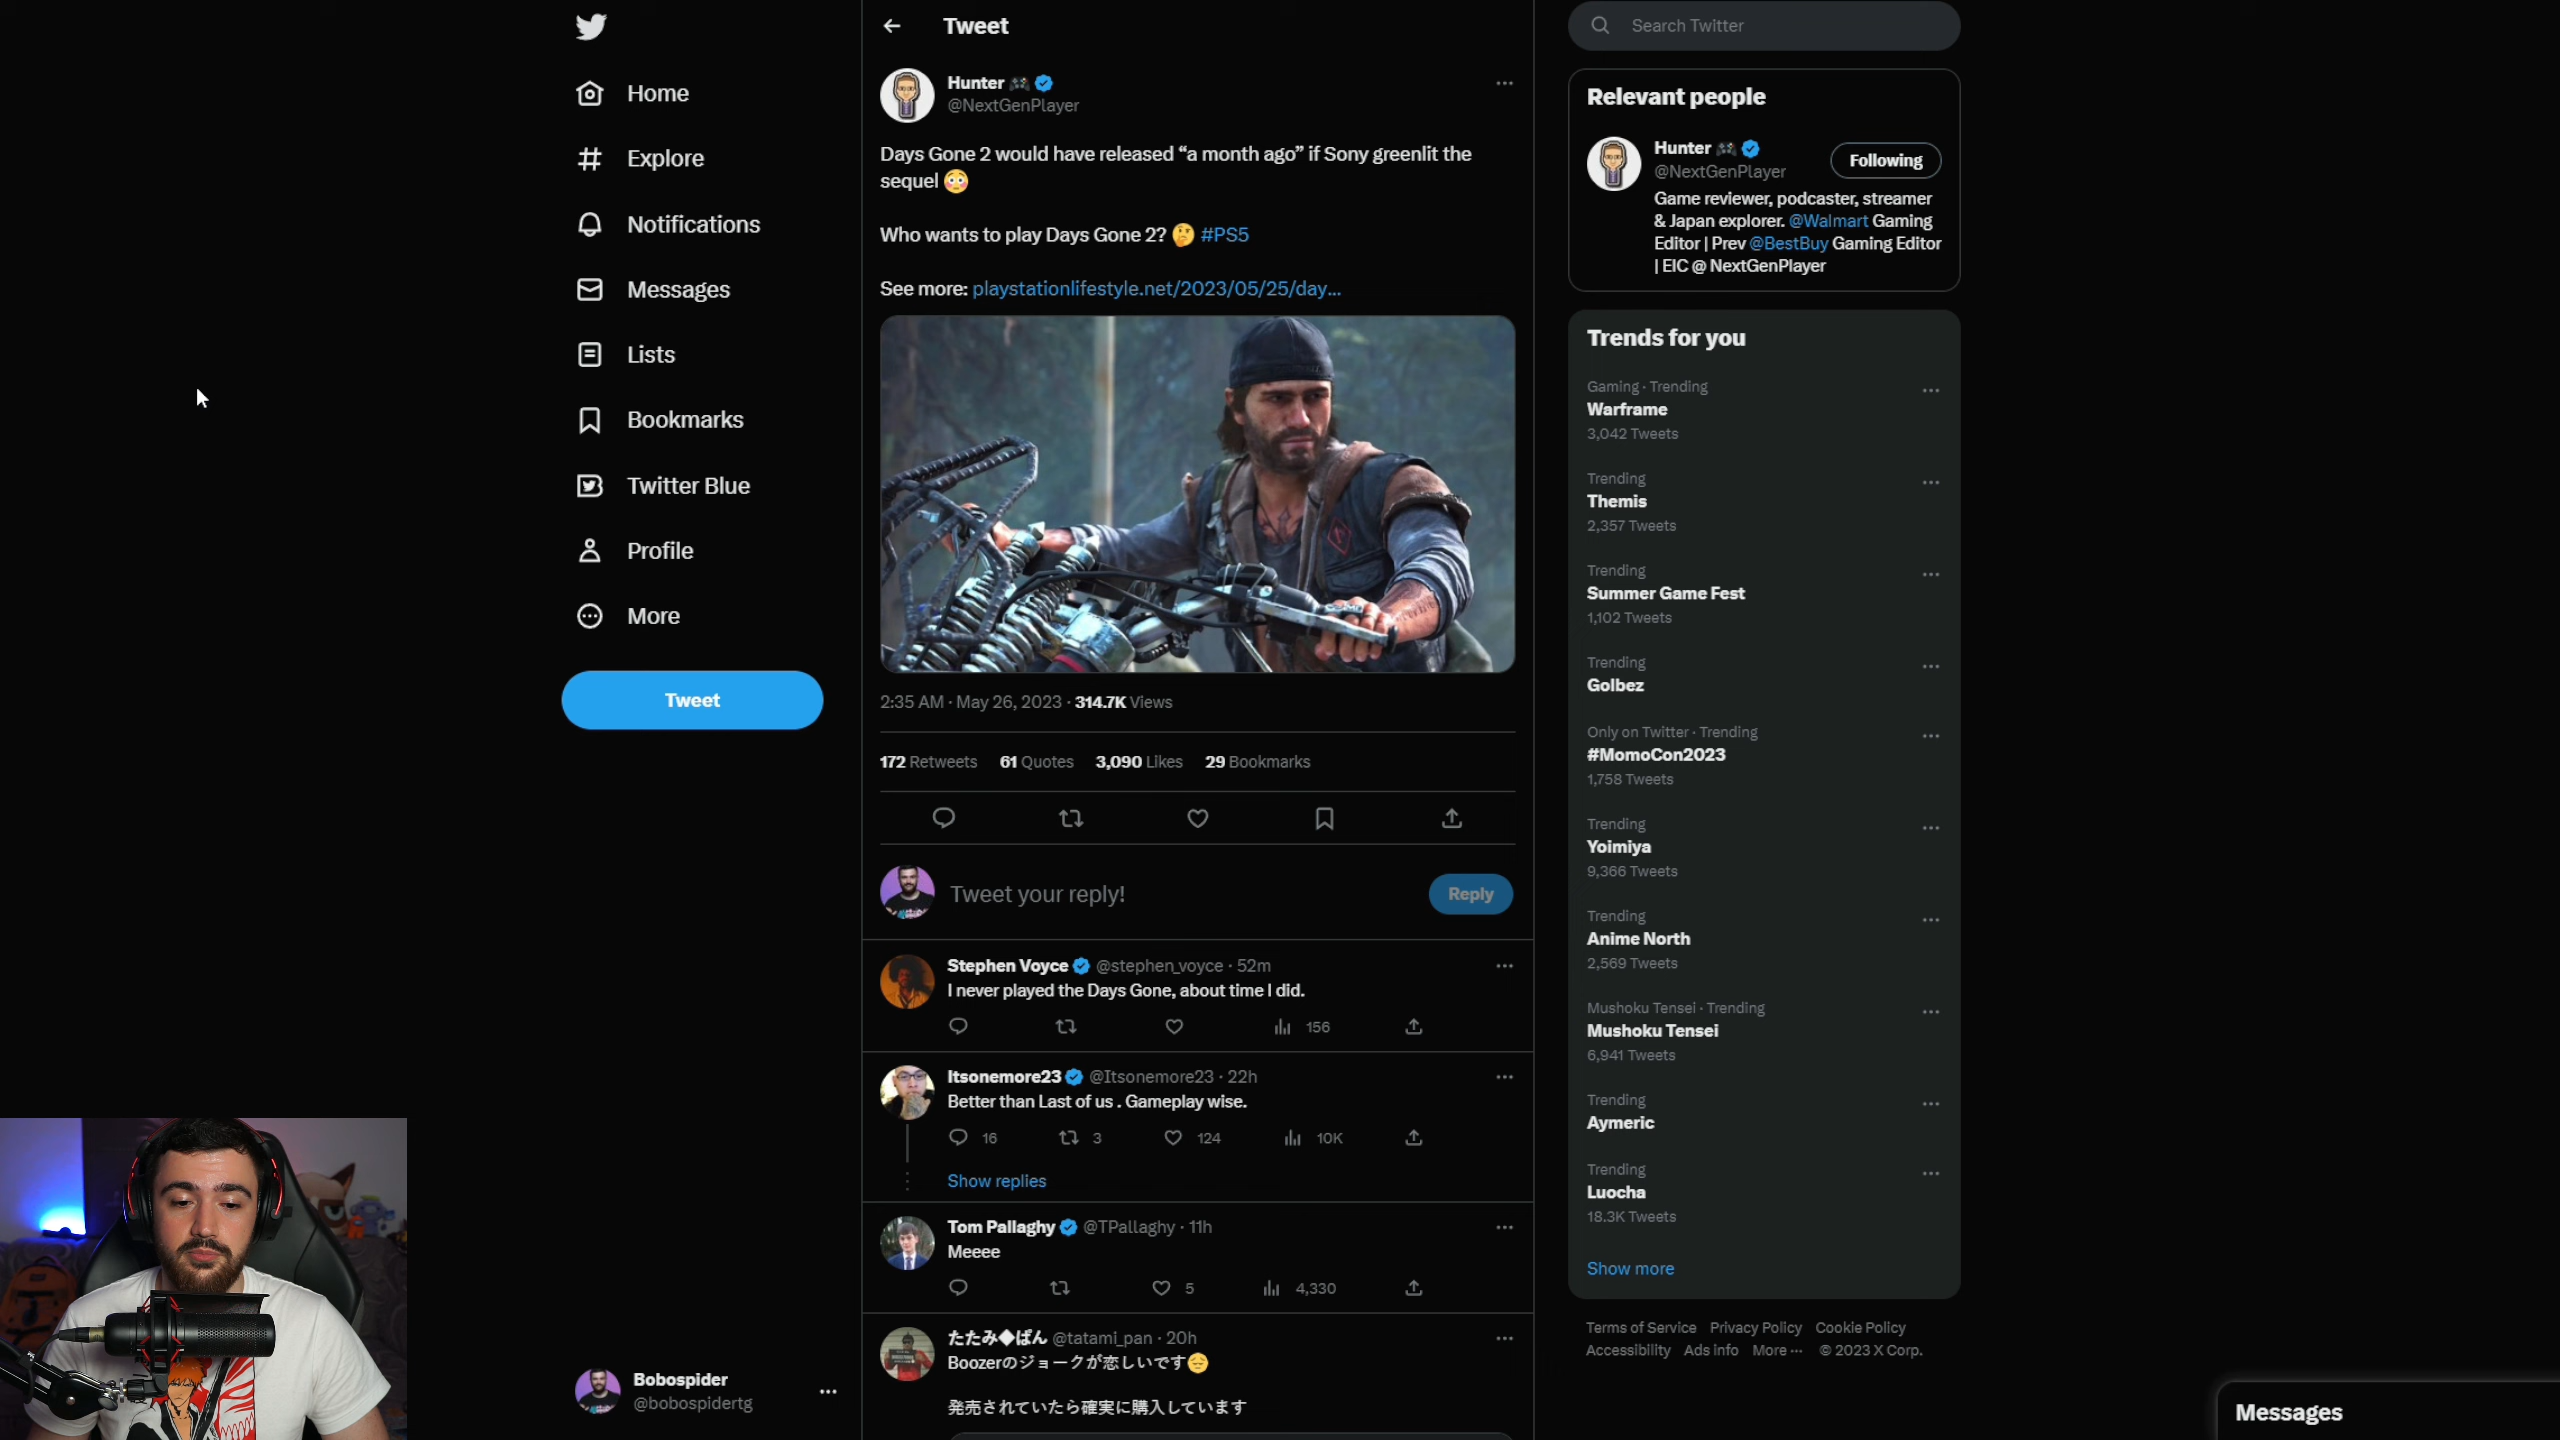 Home
Explore
Notifications
Messages
Lists
Bookmarks
Twitter Blue
Profile
More
Tweet
Bobospider
@bobospidertg
Tweet
Hunter
@NextGenPlayer
Days Gone 2 would have released “a month ago” if Sony greenlit the
sequel 😳
Who wants to play Days Gone 2? 🤔 #PS5
See more: playstationlifestyle.net/2023/05/25/day…
2:35 AM · May 26, 2023 · 314.7K Views
172 Retweets 61 Quotes 3,090 Likes 29 Bookmarks
Tweet your reply!
Reply
Stephen Voyce @stephen_voyce · 52m
I never played the Days Gone, about time I did.
156
Itsonemore23 @Itsonemore23 · 22h
Better than Last of us . Gameplay wise.
16 3 124 10K
Show replies
Tom Pallaghy @TPallaghy · 11h
Meeee
5 4,330
たたみ◆ぱん @tatami_pan · 20h
Boozerのジョークが恋しいです😔
発売されていたら確実に購入しています
Search Twitter
Relevant people
Hunter
@NextGenPlayer
Following
Game reviewer, podcaster, streamer
& Japan explorer. @Walmart Gaming
Editor | Prev @BestBuy Gaming Editor
| EIC @ NextGenPlayer
Trends for you
Gaming · Trending
Warframe
3,042 Tweets
Trending
Themis
2,357 Tweets
Trending
Summer Game Fest
1,102 Tweets
Trending
Golbez
Only on Twitter · Trending
#MomoCon2023
1,758 Tweets
Trending
Yoimiya
9,366 Tweets
Trending
Anime North
2,569 Tweets
Mushoku Tensei · Trending
Mushoku Tensei
6,941 Tweets
Trending
Aymeric
Trending
Luocha
18.3K Tweets
Show more
Terms of Service Privacy Policy Cookie Policy
Accessibility Ads info More ··· © 2023 X Corp.
Messages